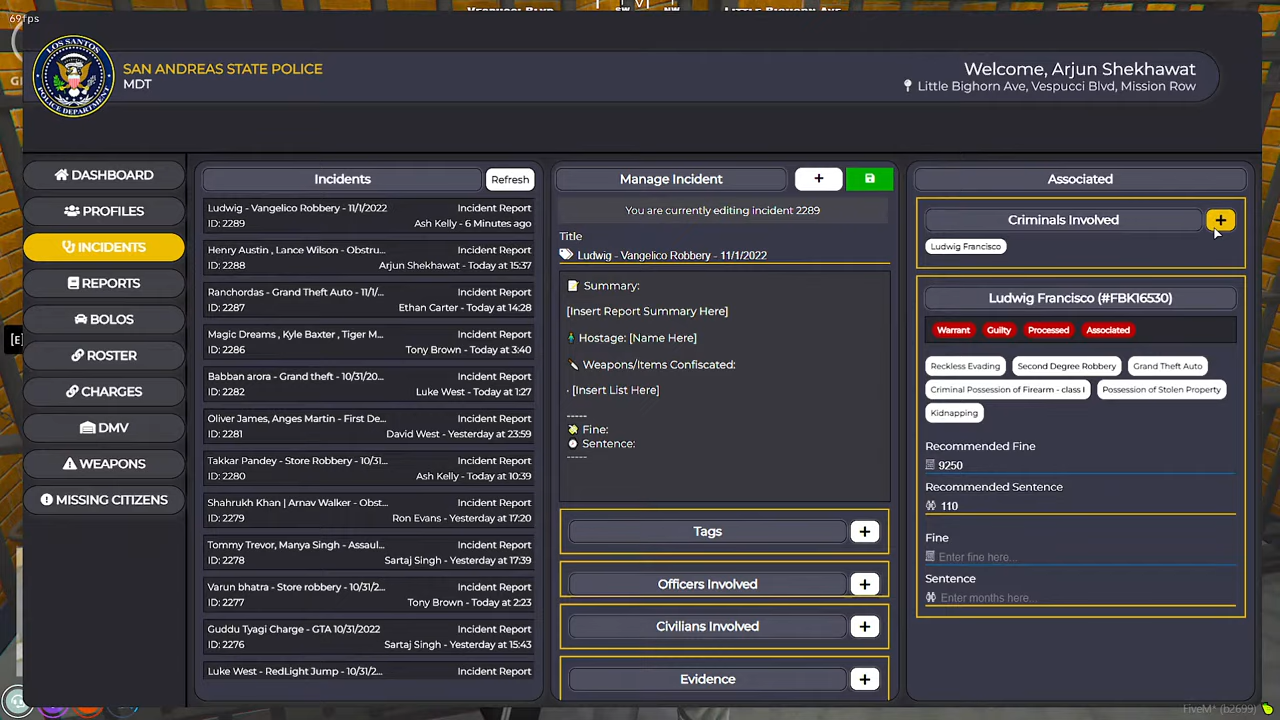 69fps
VESPUCCI BLVD
SW
NW
LITTLE BIGHORN AVE
LOS SANTOS
POLICE DEPARTMENT
SAN ANDREAS STATE POLICE
MDT
Welcome, Arjun Shekhawat
Little Bighorn Ave, Vespucci Blvd, Mission Row
DASHBOARD
PROFILES
INCIDENTS
REPORTS
BOLOS
ROSTER
CHARGES
DMV
WEAPONS
MISSING CITIZENS
[E]
Incidents
Refresh
Ludwig - Vangelico Robbery - 11/1/2022 Incident Report
ID: 2289 Ash Kelly - 6 Minutes ago
Henry Austin , Lance Wilson - Obstru... Incident Report
ID: 2288 Arjun Shekhawat - Today at 15:37
Ranchordas - Grand Theft Auto - 11/1/... Incident Report
ID: 2287 Ethan Carter - Today at 14:28
Magic Dreams , Kyle Baxter , Tiger M... Incident Report
ID: 2286 Tony Brown - Today at 3:40
Babban arora - Grand theft - 10/31/20... Incident Report
ID: 2282 Luke West - Today at 1:27
Oliver James, Anges Martin - First De... Incident Report
ID: 2281 David West - Yesterday at 23:59
Takkar Pandey - Store Robbery - 10/31... Incident Report
ID: 2280 Ash Kelly - Today at 10:39
Shahrukh Khan | Arnav Walker - Obst... Incident Report
ID: 2279 Ron Evans - Yesterday at 17:20
Tommy Trevor, Manya Singh - Assaul... Incident Report
ID: 2278 Sartaj Singh - Yesterday at 17:39
Varun bhatra - Store robbery - 10/31/2... Incident Report
ID: 2277 Tony Brown - Today at 2:23
Guddu Tyagi Charge - GTA 10/31/2022 Incident Report
ID: 2276 Sartaj Singh - Yesterday at 15:43
Luke West - RedLight Jump - 10/31/2... Incident Report
Manage Incident
+
You are currently editing incident 2289
Title
Ludwig - Vangelico Robbery - 11/1/2022
Summary:
[Insert Report Summary Here]
Hostage: [Name Here]
Weapons/Items Confiscated:
· [Insert List Here]
-----
Fine:
Sentence:
-----
Tags +
Officers Involved +
Civilians Involved +
Evidence +
Associated
Criminals Involved +
Ludwig Francisco
Ludwig Francisco (#FBK16530)
Warrant Guilty Processed Associated
Reckless Evading Second Degree Robbery Grand Theft Auto
Criminal Possession of Firearm - class I Possession of Stolen Property
Kidnapping
Recommended Fine
9250
Recommended Sentence
110
Fine
Enter fine here...
Sentence
Enter months here...
FiveM* (b2699)